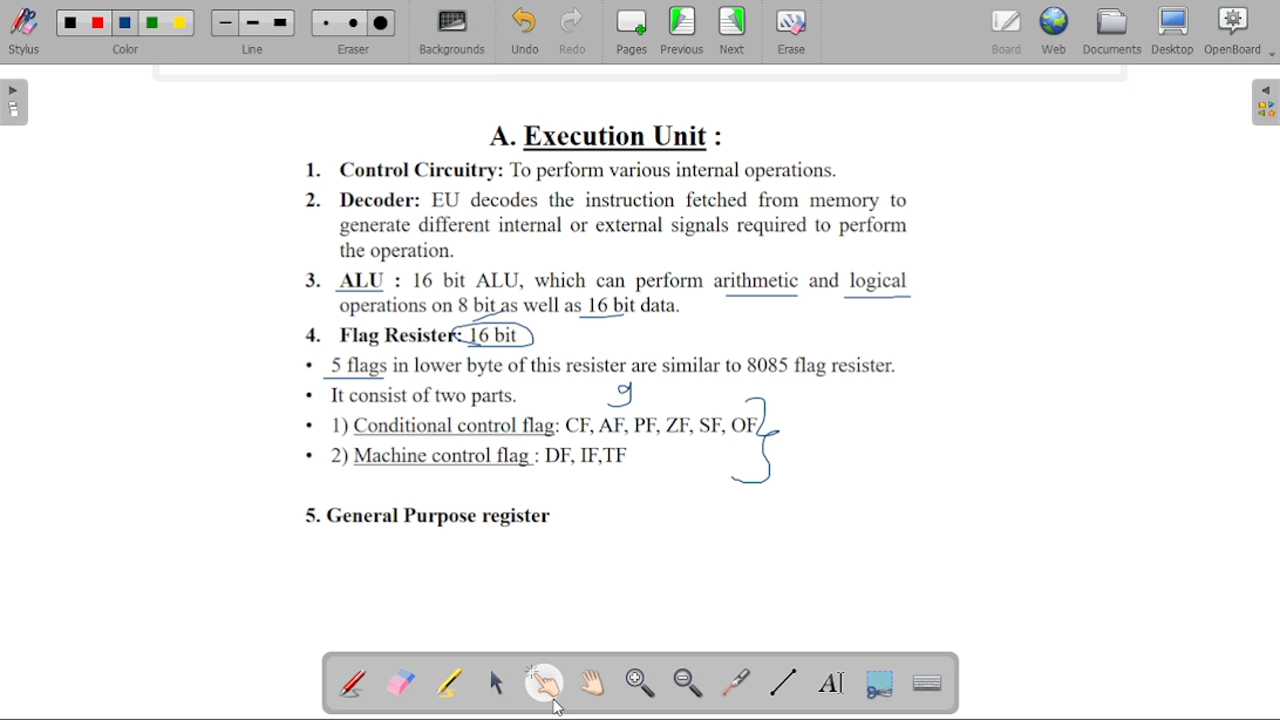 Stylus
Color
Line
Eraser
Backgrounds
Undo
Redo
Pages
Previous
Next
Erase
Board
Web
Documents
Desktop
OpenBoard
A. Execution Unit :
1. Control Circuitry: To perform various internal operations.
2. Decoder: EU decodes the instruction fetched from memory to
generate different internal or external signals required to perform
the operation.
3. ALU : 16 bit ALU, which can perform arithmetic and logical
operations on 8 bit as well as 16 bit data.
4. Flag Resister: 16 bit
• 5 flags in lower byte of this resister are similar to 8085 flag resister.
• It consist of two parts.
9
• 1) Conditional control flag: CF, AF, PF, ZF, SF, OF
• 2) Machine control flag : DF, IF,TF
5. General Purpose register
AI